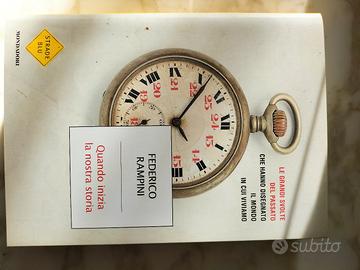 MONDADORI
STRADE
BLU
FEDERICO
RAMPINI
Quando inizia
la nostra storia
LE GRANDI SVOLTE
DEL PASSATO
CHE HANNO DISEGNATO
IL MONDO
IN CUI VIVIAMO
subito